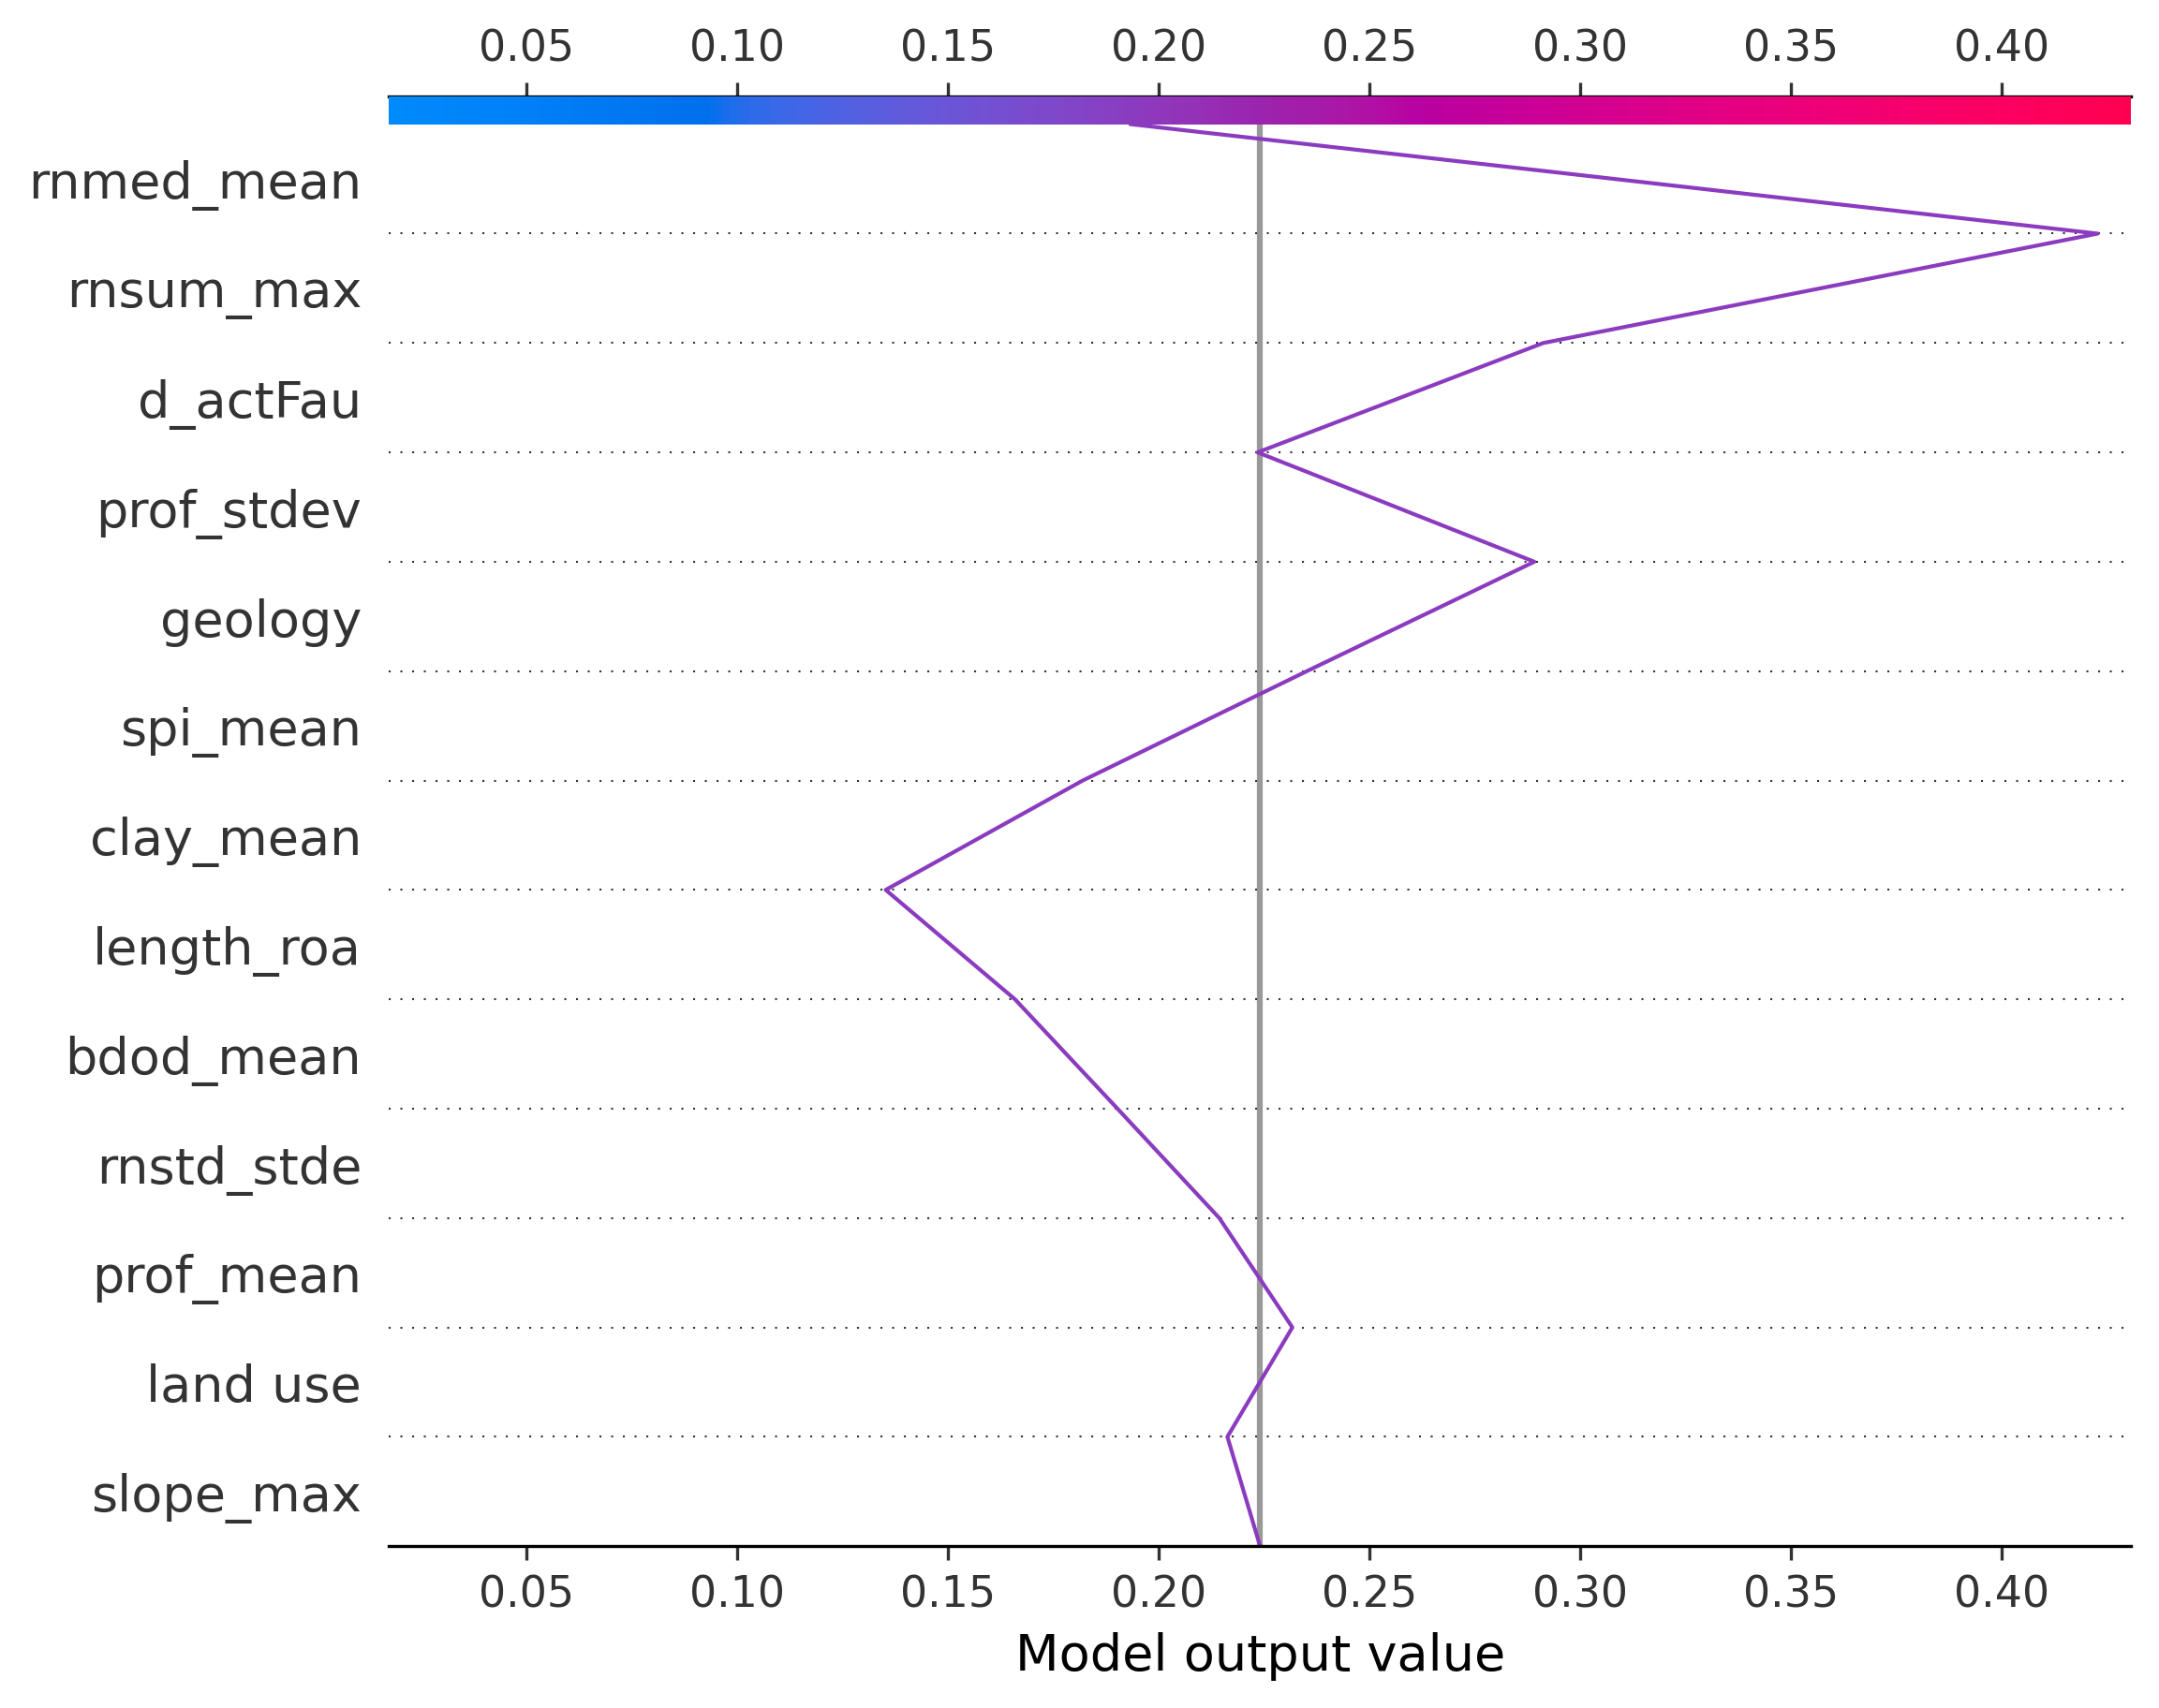 0.05 0.10 0.15 0.20 0.25 0.30 0.35 0.40
rnmed_mean
rnsum_max
d_actFau
prof_stdev
geology
spi_mean
clay_mean
length_roa
bdod_mean
rnstd_stde
prof_mean
land use
slope_max
0.05 0.10 0.15 0.20 0.25 0.30 0.35 0.40
Model output value